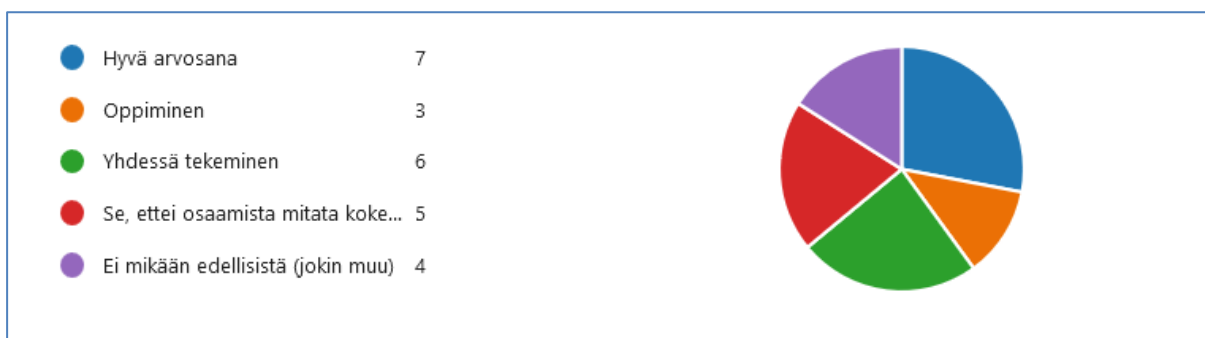 Hyvä arvosana 7
Oppiminen 3
Yhdessä tekeminen 6
Se, ettei osaamista mitata koke... 5
Ei mikään edellisistä (jokin muu) 4